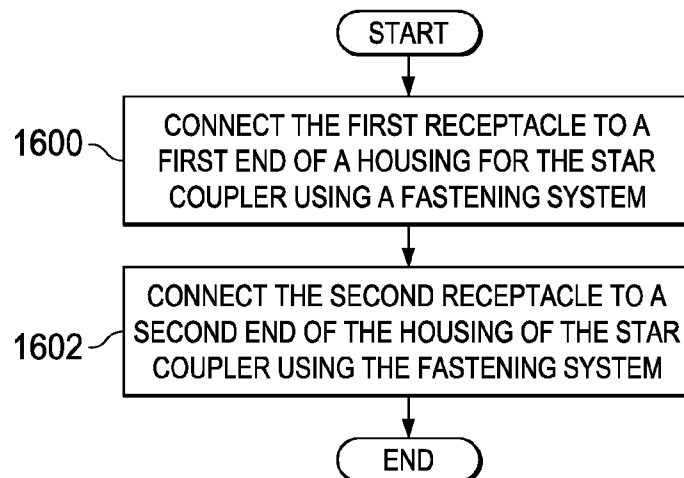 START
1600
CONNECT THE FIRST RECEPTACLE TO A
FIRST END OF A HOUSING FOR THE STAR
COUPLER USING A FASTENING SYSTEM
1602
CONNECT THE SECOND RECEPTACLE TO A
SECOND END OF THE HOUSING OF THE STAR
COUPLER USING THE FASTENING SYSTEM
END